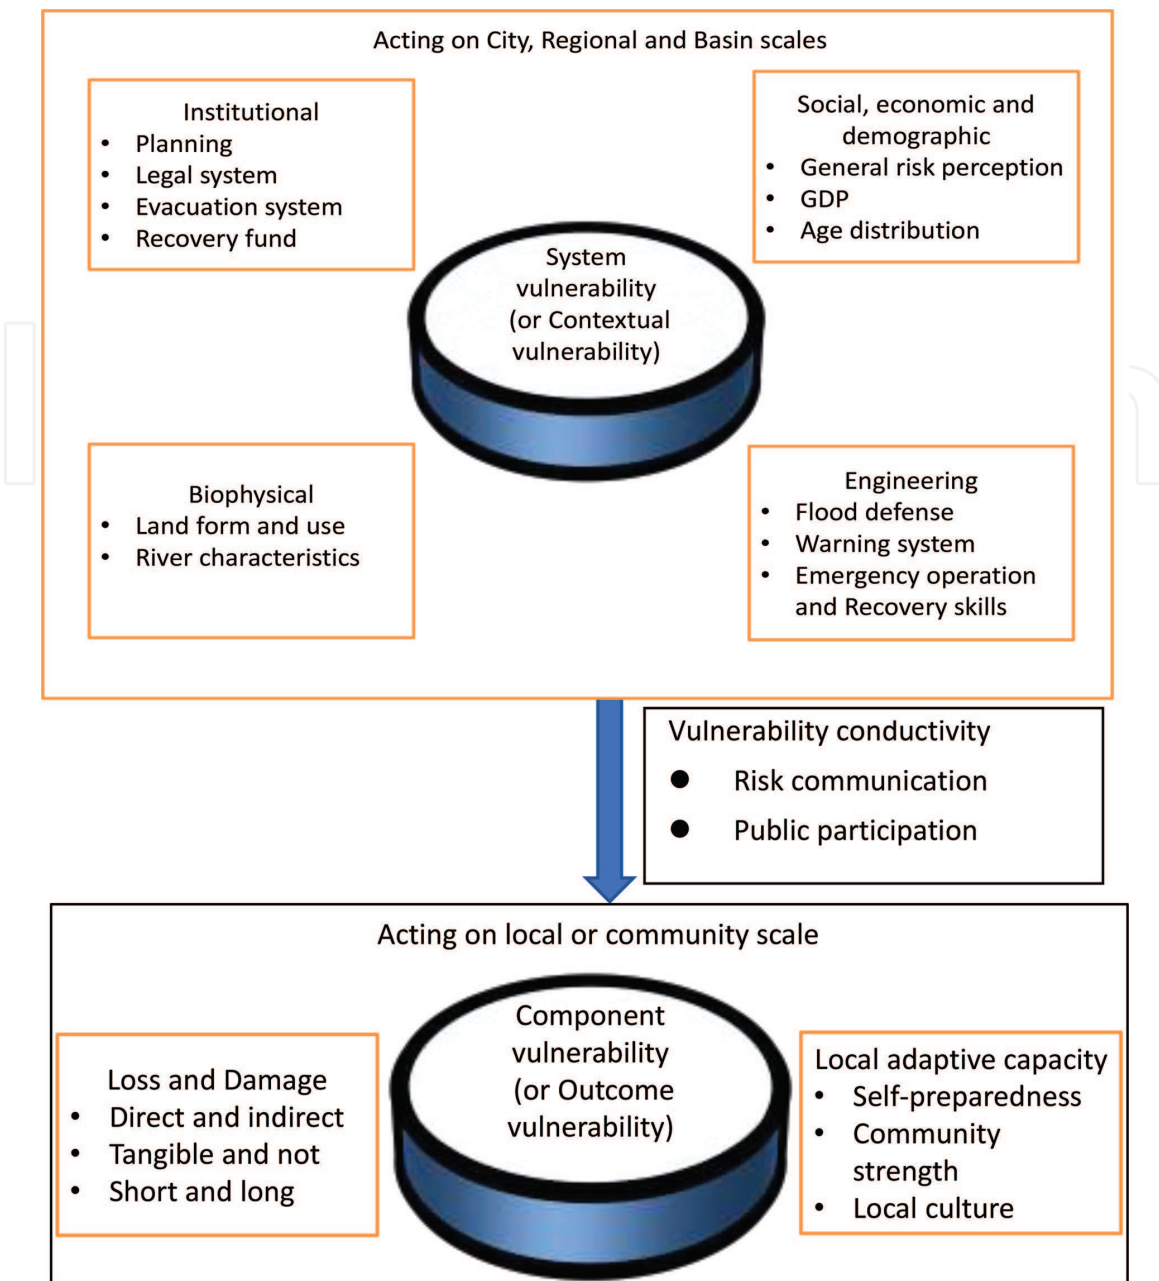 Acting on City, Regional and Basin scales
Institutional
• Planning
• Legal system
• Evacuation system
• Recovery fund
Social, economic and
demographic
• General risk perception
• GDP
• Age distribution
System
vulnerability
(or Contextual
vulnerability)
Biophysical
• Land form and use
• River characteristics
Engineering
• Flood defense
• Warning system
• Emergency operation
and Recovery skills
Vulnerability conductivity
● Risk communication
● Public participation
Acting on local or community scale
Component
vulnerability
(or Outcome
vulnerability)
Loss and Damage
• Direct and indirect
• Tangible and not
• Short and long
Local adaptive capacity
• Self-preparedness
• Community
strength
• Local culture